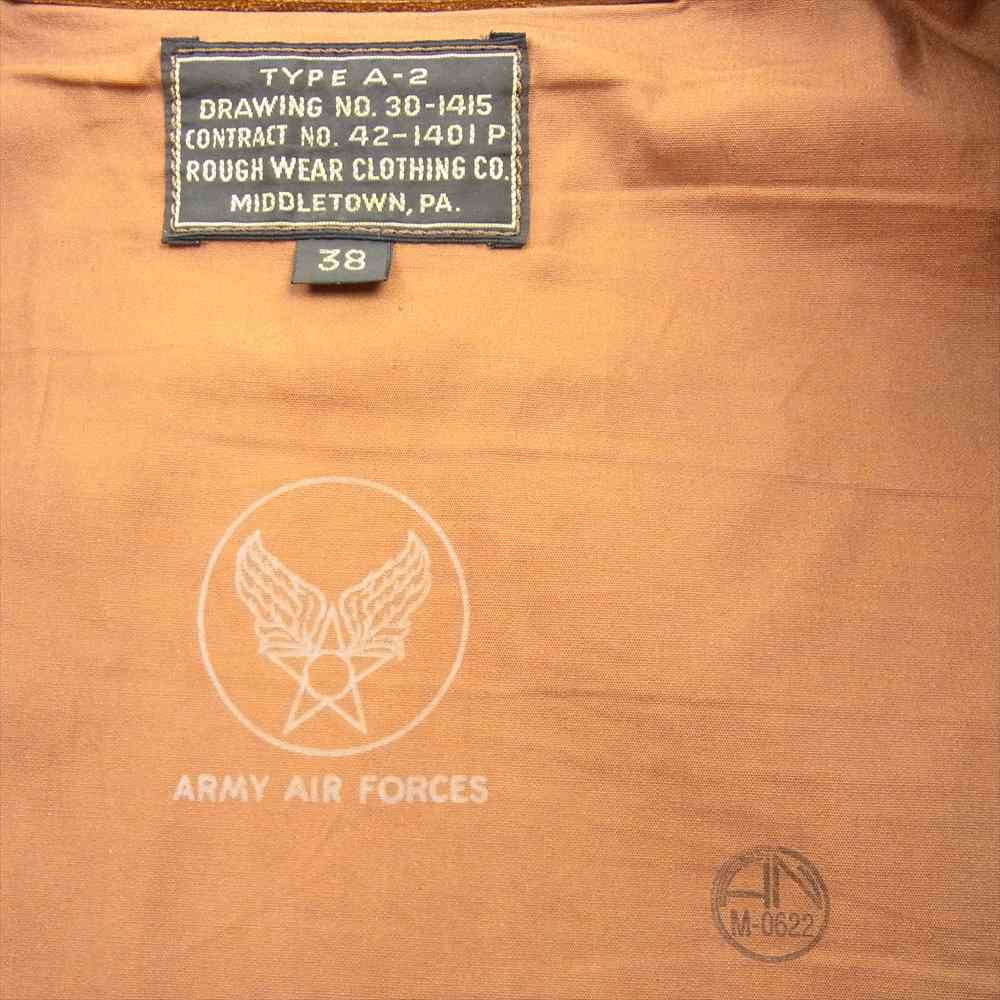 TYPE A-2
DRAWING NO. 30-1415
CONTRACT NO. 42-1401 P
ROUGH WEAR CLOTHING CO.
MIDDLETOWN, PA.
38
ARMY AIR FORCES
AN
M-0622